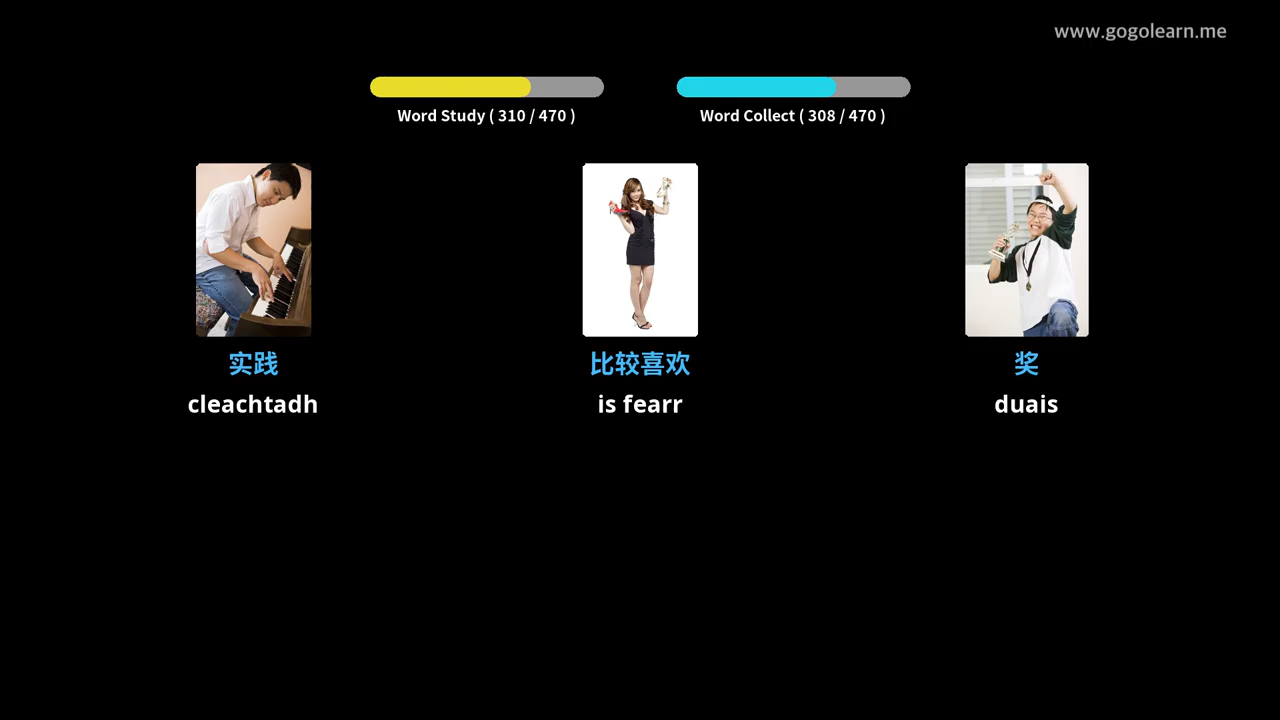 www.gogolearn.me
Word Study ( 310 / 470 )
Word Collect ( 308 / 470 )
实践
比较喜欢
奖
cleachtadh
is fearr
duais